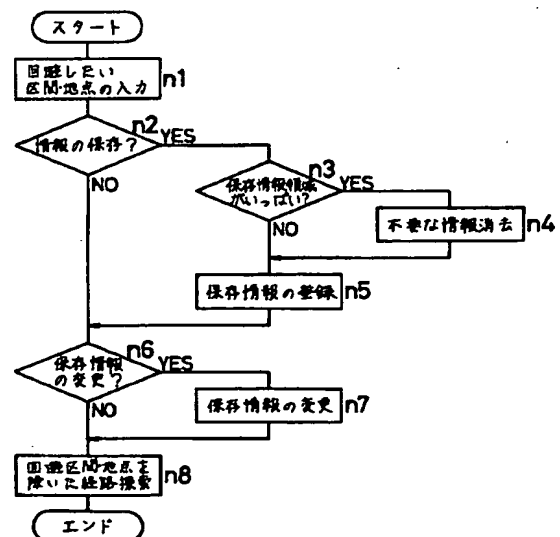 スタート
回避したい
区間・地点の入力
n1
n2
情報の保存?
YES
NO
n3
保存情報領域
がいっぱい?
YES
NO
不要な情報消去
n4
保存情報の登録
n5
n6
保存情報
の変更?
YES
NO
保存情報の変更
n7
回避区間・地点を
除いた経路探索
n8
エンド